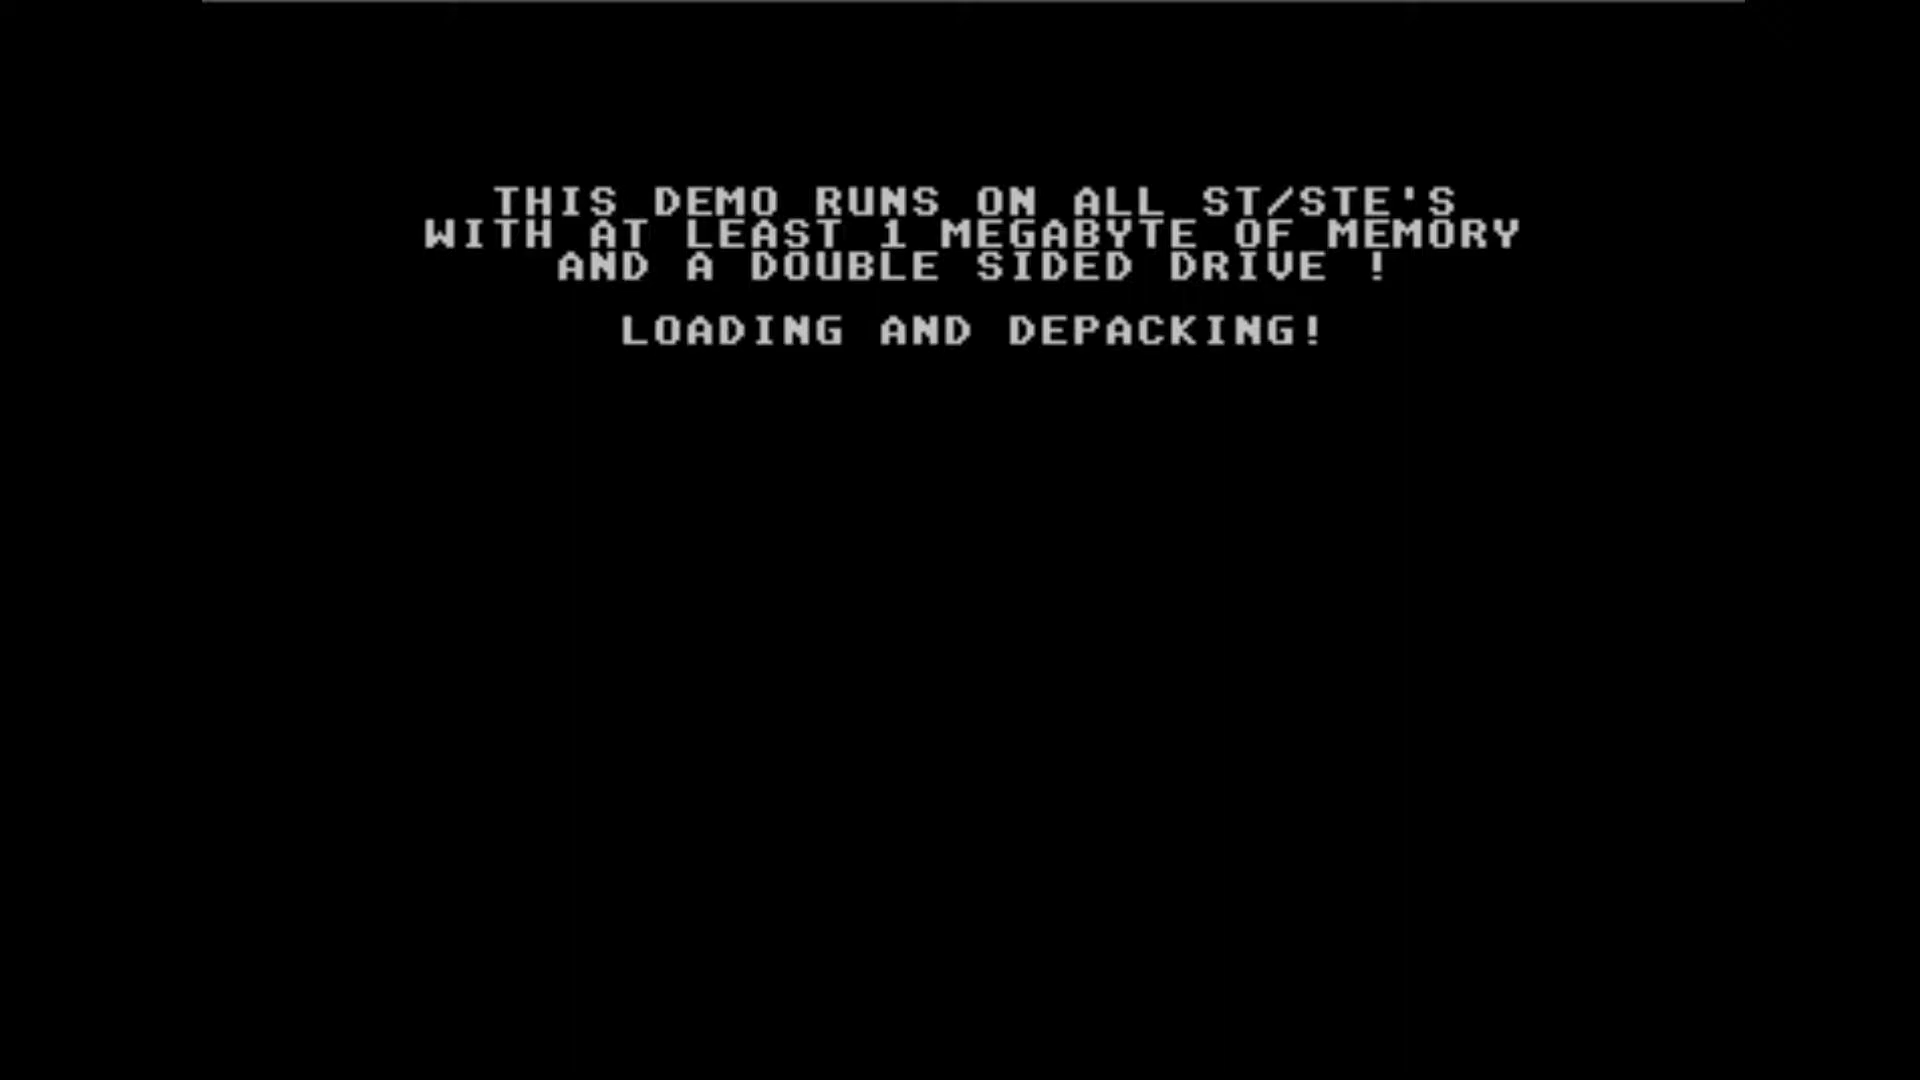 THIS DEMO RUNS ON ALL ST/STE'S
WITH AT LEAST 1 MEGABYTE OF MEMORY
AND A DOUBLE SIDED DRIVE !
LOADING AND DEPACKING!